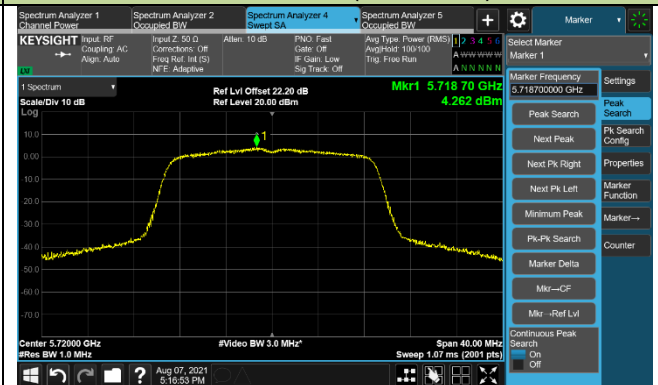 Spectrum Analyzer 1
Channel Power
Spectrum Analyzer 2
Occupied BW
Spectrum Analyzer 4
Swept SA
Spectrum Analyzer 5
Occupied BW
+
Marker
KEYSIGHT
Input: RF
Coupling: AC
Align: Auto
Input Z: 50 Ω
Corrections: Off
Freq Ref: Int (S)
NFE: Adaptive
Atten: 10 dB
PNO: Fast
Gate: Off
IF Gain: Low
Sig Track: Off
Avg Type: Power (RMS)
Avg|Hold: 100/100
Trig: Free Run
1 2 3 4 5 6
A W W W W W
A N N N N N
Select Marker
Marker 1
LV
1 Spectrum
Scale/Div 10 dB
Log
Ref Lvl Offset 22.20 dB
Ref Level 20.00 dBm
Mkr1 5.718 70 GHz
4.262 dBm
10.0
0.00
-10.0
-20.0
-30.0
-40.0
-50.0
-60.0
-70.0
1
Center 5.72000 GHz
#Res BW 1.0 MHz
#Video BW 3.0 MHz*
Span 40.00 MHz
Sweep 1.07 ms (2001 pts)
Aug 07, 2021
5:16:53 PM
?
Marker Frequency
5.718700000 GHz
Peak Search
Next Peak
Next Pk Right
Next Pk Left
Minimum Peak
Pk-Pk Search
Marker Delta
Mkr→CF
Mkr→Ref Lvl
Continuous Peak
Search
On
Off
Settings
Peak
Search
Pk Search
Config
Properties
Marker
Function
Marker→
Counter